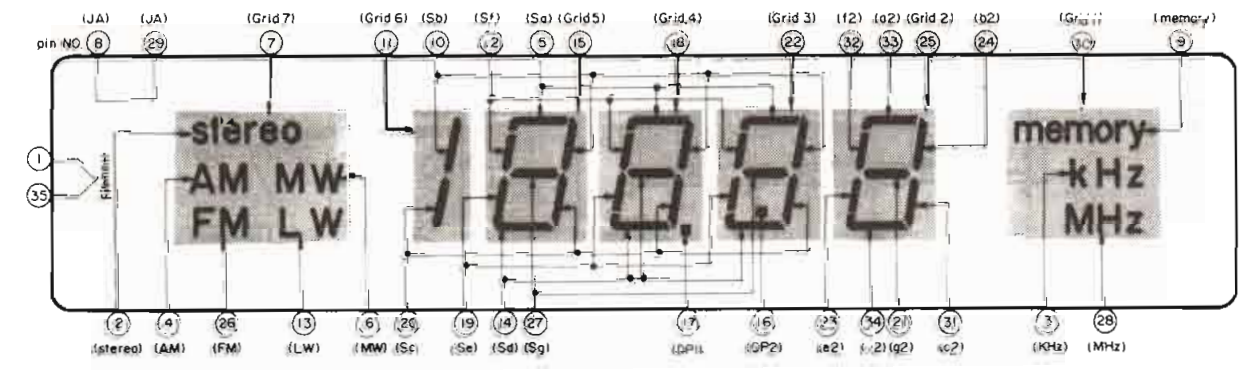 (JA) (JA) (Grid 7) (Grid 6) (Sb) (Sf) (Sa) (Grid 5) (Grid 4) (Grid 3) (f2) (a2) (Grid 2) (b2) (Grid 1) (memory)
pin NO. 8 29 7 11 10 12 5 15 18 22 32 33 25 24 30 9
stereo memory
1 AM MW kHz
35 filament FM LW MHz
2 4 26 13 6 20 19 14 27 17 16 23 34 21 31 3 28
(stereo) (AM) (FM) (LW) (MW) (Sc) (Se) (Sd) (Sg) (DP1) (DP2) (e2) (g2) (c2) (KHz) (MHz)